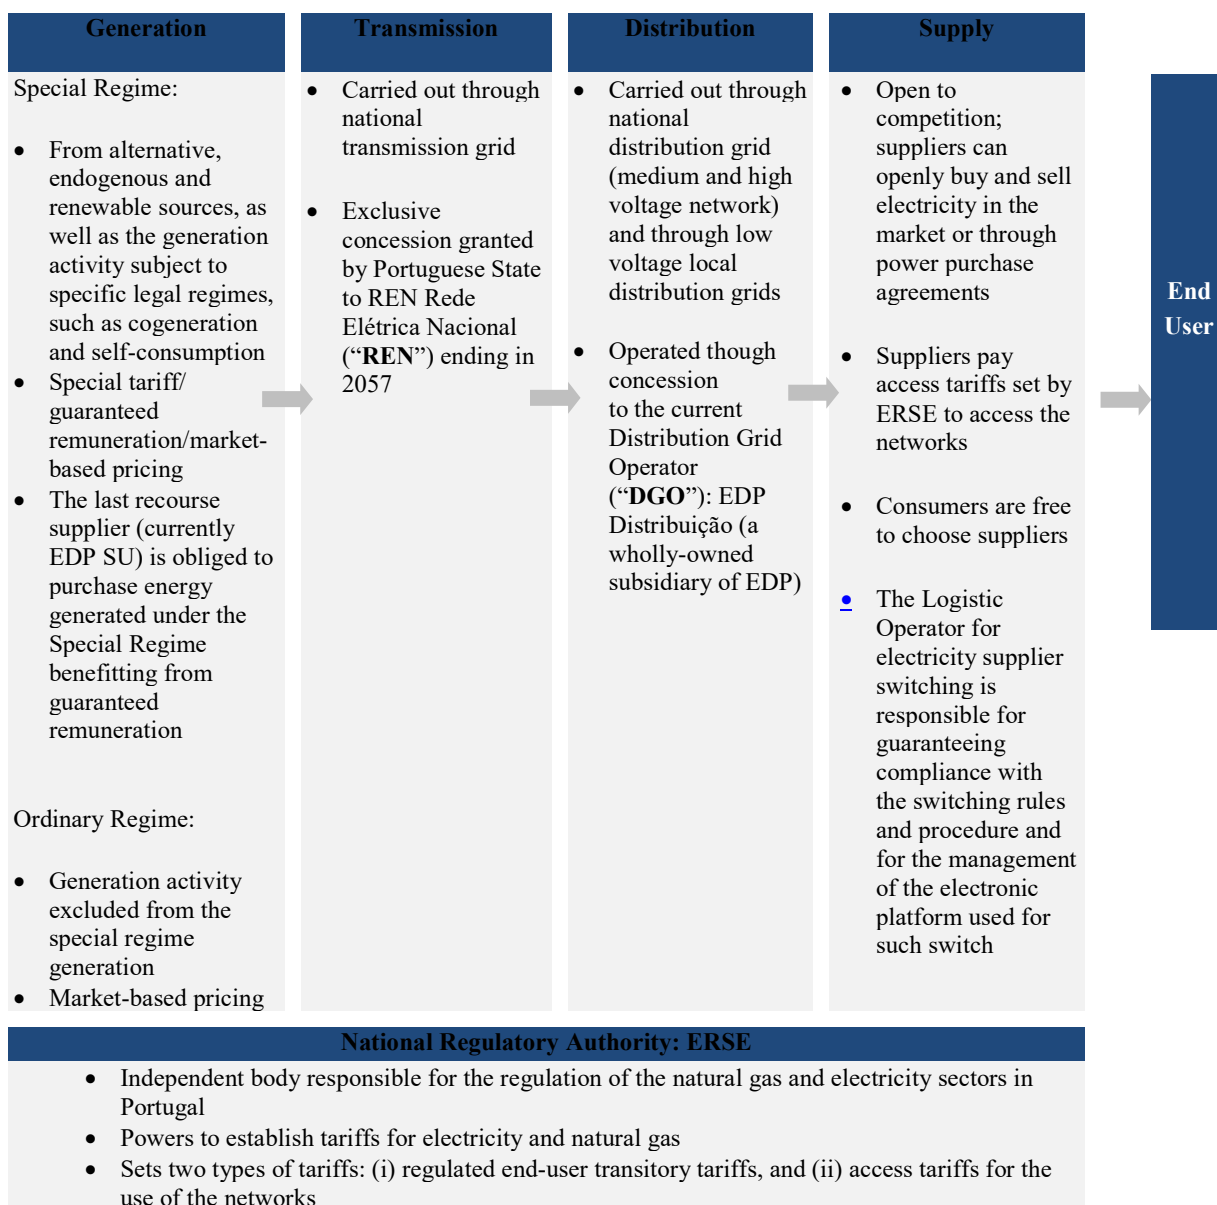 Generation
Special Regime:
• From alternative,
endogenous and
renewable sources, as
well as the generation
activity subject to
specific legal regimes,
such as cogeneration
and self-consumption
• Special tariff/
guaranteed
remuneration/market-
based pricing
• The last recourse
supplier (currently
EDP SU) is obliged to
purchase energy
generated under the
Special Regime
benefitting from
guaranteed
remuneration
Ordinary Regime:
• Generation activity
excluded from the
special regime
generation
• Market-based pricing
Transmission
• Carried out through
national
transmission grid
• Exclusive
concession granted
by Portuguese State
to REN Rede
Elétrica Nacional
(“REN”) ending in
2057
Distribution
• Carried out through
national
distribution grid
(medium and high
voltage network)
and through low
voltage local
distribution grids
• Operated though
concession
to the current
Distribution Grid
Operator
(“DGO”): EDP
Distribuição (a
wholly-owned
subsidiary of EDP)
Supply
• Open to
competition;
suppliers can
openly buy and sell
electricity in the
market or through
power purchase
agreements
• Suppliers pay
access tariffs set by
ERSE to access the
networks
• Consumers are free
to choose suppliers
• The Logistic
Operator for
electricity supplier
switching is
responsible for
guaranteeing
compliance with
the switching rules
and procedure and
for the management
of the electronic
platform used for
such switch
End
User
National Regulatory Authority: ERSE
• Independent body responsible for the regulation of the natural gas and electricity sectors in
Portugal
• Powers to establish tariffs for electricity and natural gas
• Sets two types of tariffs: (i) regulated end-user transitory tariffs, and (ii) access tariffs for the
use of the networks